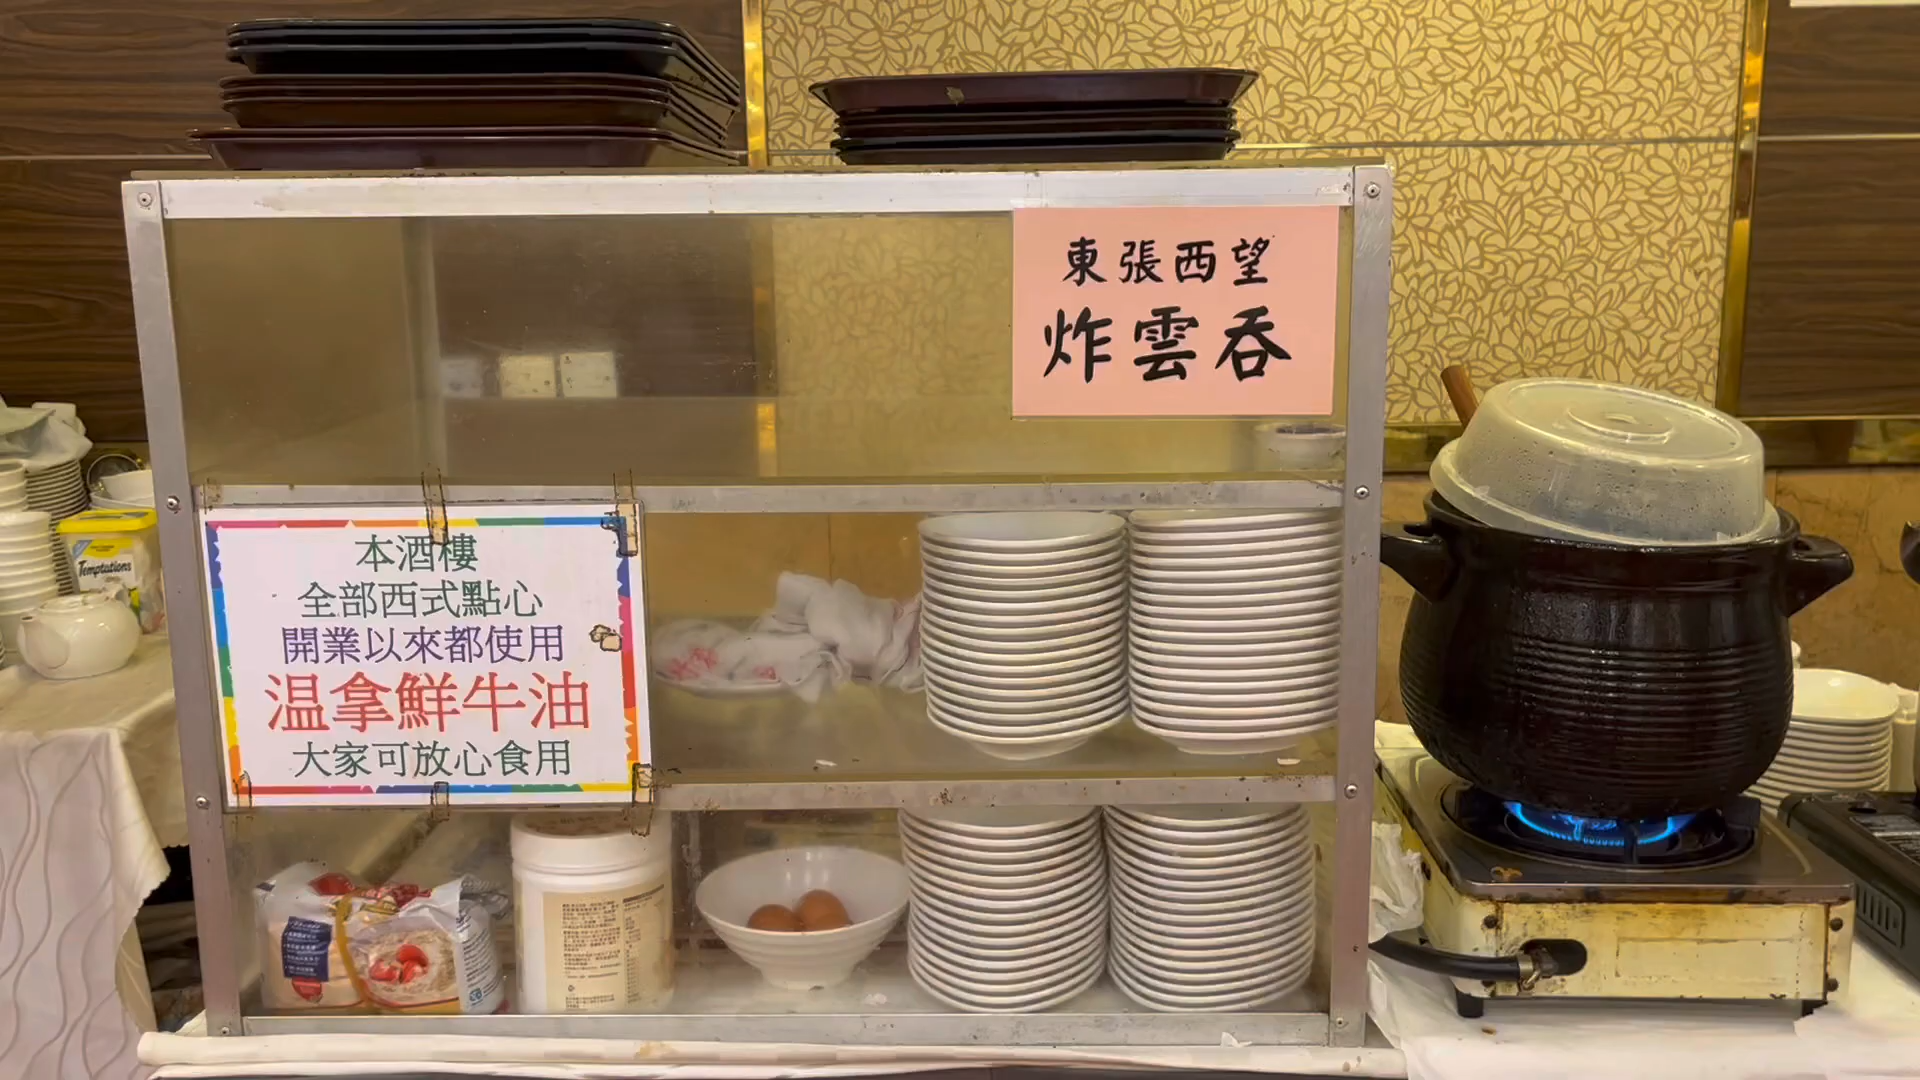 東張西望
炸雲吞
本酒樓
全部西式點心
開業以來都使用
温拿鮮牛油
大家可放心食用
Temptations